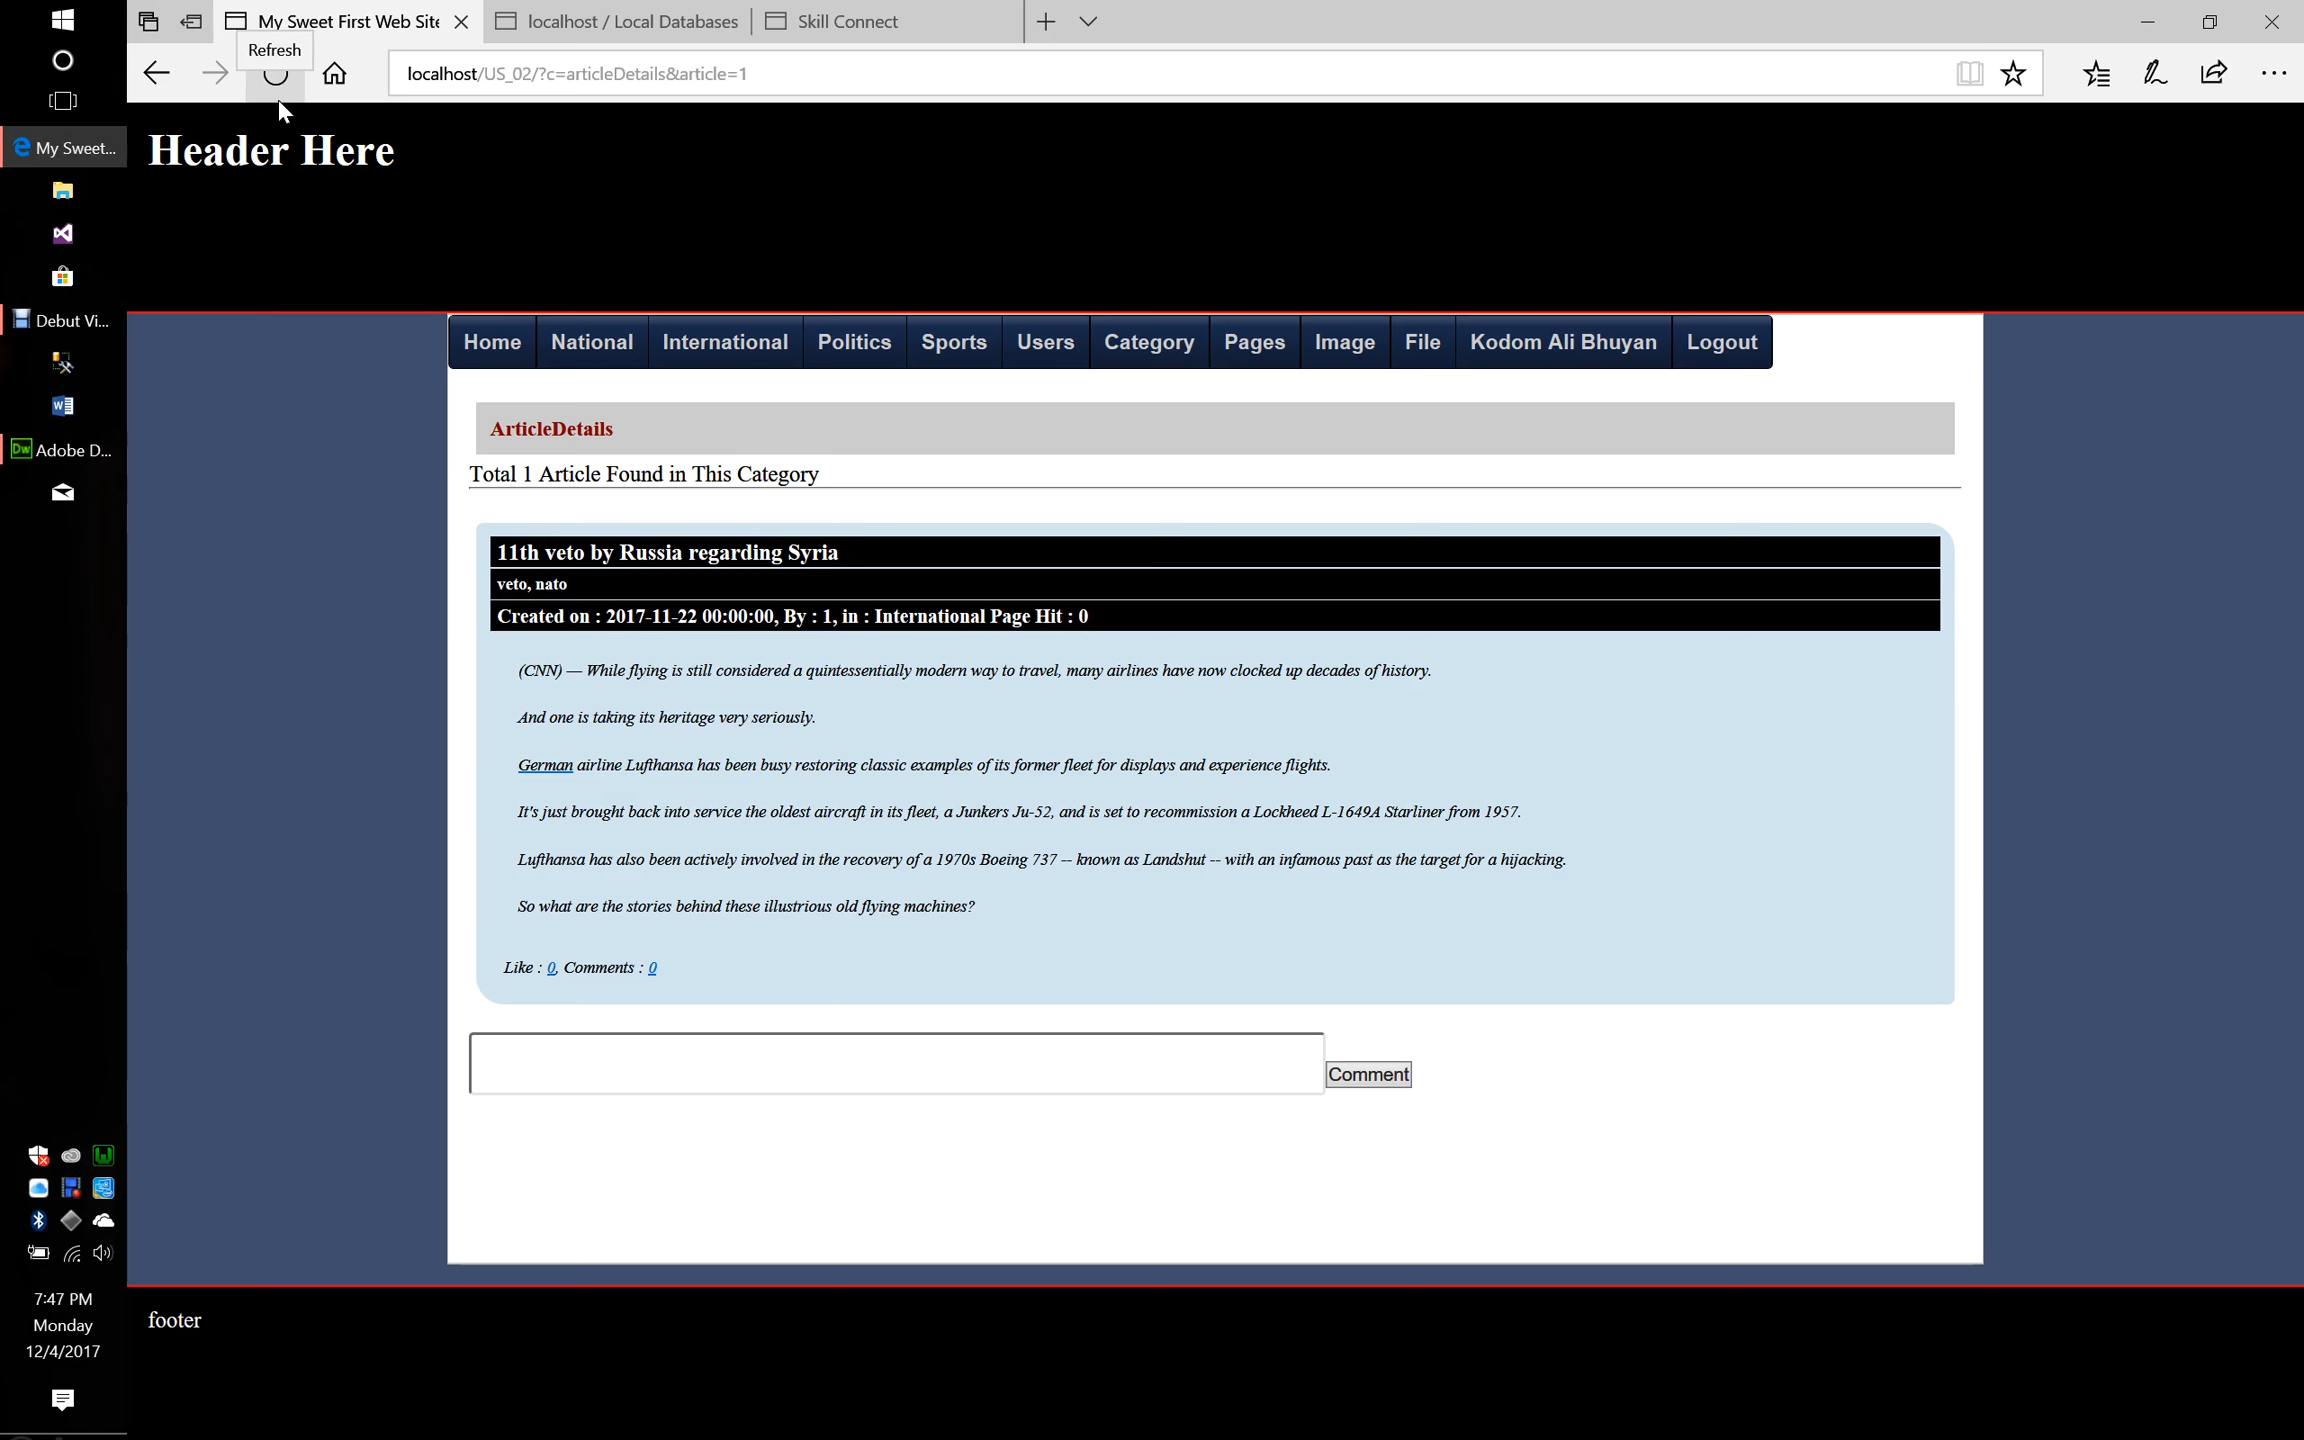 My Sweet First Web Site
localhost / Local Databases
Skill Connect
Refresh
localhost/US_02/?c=articleDetails&article=1
My Sweet...
Debut Vi...
Adobe D...
Header Here
Home National International Politics Sports Users Category Pages Image File Kodom Ali Bhuyan Logout
ArticleDetails
Total 1 Article Found in This Category
11th veto by Russia regarding Syria
veto, nato
Created on : 2017-11-22 00:00:00, By : 1, in : International Page Hit : 0
(CNN) — While flying is still considered a quintessentially modern way to travel, many airlines have now clocked up decades of history.
And one is taking its heritage very seriously.
German airline Lufthansa has been busy restoring classic examples of its former fleet for displays and experience flights.
It's just brought back into service the oldest aircraft in its fleet, a Junkers Ju-52, and is set to recommission a Lockheed L-1649A Starliner from 1957.
Lufthansa has also been actively involved in the recovery of a 1970s Boeing 737 -- known as Landshut -- with an infamous past as the target for a hijacking.
So what are the stories behind these illustrious old flying machines?
Like : 0, Comments : 0
Comment
7:47 PM
Monday
12/4/2017
footer